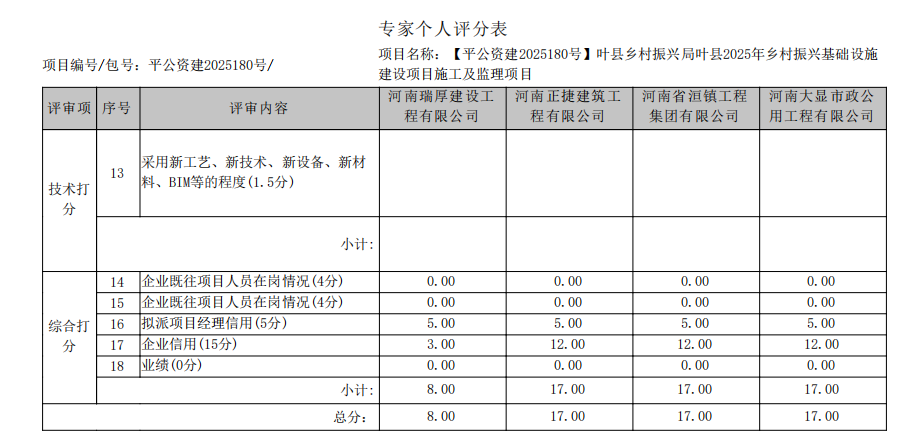 专家个人评分表
项目编号/包号: 平公资建2025180号/
项目名称: 【平公资建2025180号】叶县乡村振兴局叶县2025年乡村振兴基础设施
建设项目施工及监理项目
评审项 序号 评审内容 河南瑞厚建设工程有限公司 河南正捷建筑工程有限公司 河南省洹镇工程集团有限公司 河南大显市政公用工程有限公司
技术打分
13 采用新工艺、新技术、新设备、新材料、BIM等的程度(1.5分)
小计:
综合打分
14 企业既往项目人员在岗情况(4分) 0.00 0.00 0.00 0.00
15 企业既往项目人员在岗情况(4分) 0.00 0.00 0.00 0.00
16 拟派项目经理信用(5分) 5.00 5.00 5.00 5.00
17 企业信用(15分) 3.00 12.00 12.00 12.00
18 业绩(0分) 0.00 0.00 0.00 0.00
小计: 8.00 17.00 17.00 17.00
总分: 8.00 17.00 17.00 17.00